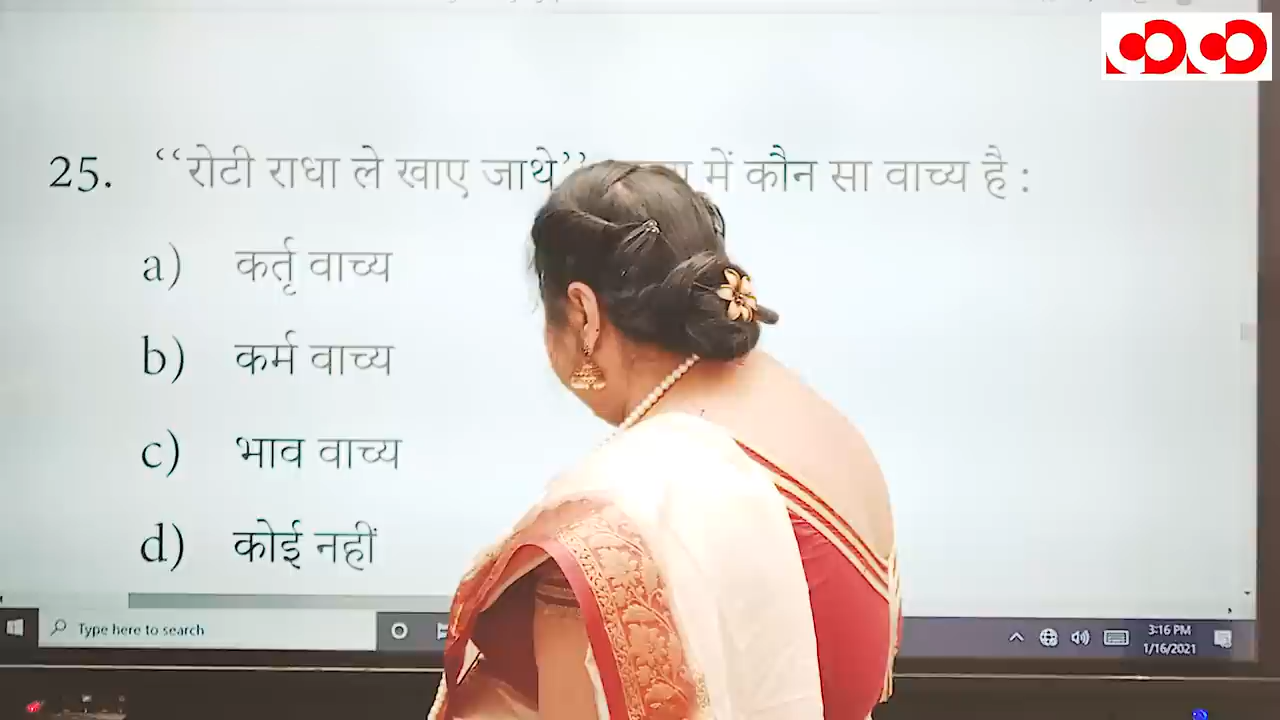 25. ‘‘रोटी राधा ले खाए जाथे’’ में कौन सा वाच्य है :
a) कर्तृ वाच्य
b) कर्म वाच्य
c) भाव वाच्य
d) कोई नहीं
Type here to search
3:16 PM
1/16/2021